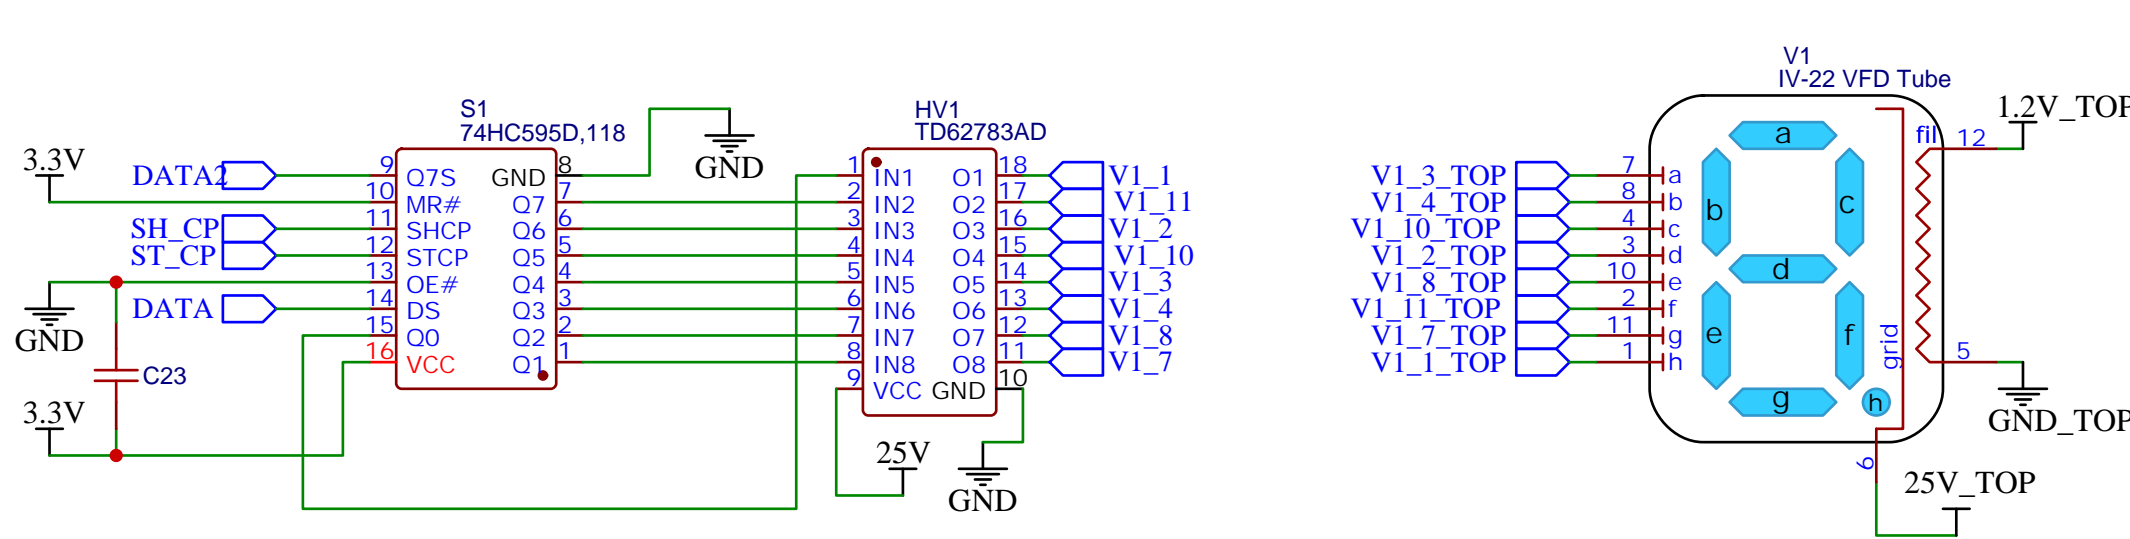 S1
74HC595D,118
3.3V
DATA2
SH_CP
ST_CP
GND
DATA
C23
3.3V
9 Q7S GND 8
10 MR# Q7 7
11 SHCP Q6 6
12 STCP Q5 5
13 OE# Q4 4
14 DS Q3 3
15 Q0 Q2 2
16 VCC Q1 1
GND
HV1
TD62783AD
1 IN1 O1 18 V1_1
2 IN2 O2 17 V1_11
3 IN3 O3 16 V1_2
4 IN4 O4 15 V1_10
5 IN5 O5 14 V1_3
6 IN6 O6 13 V1_4
7 IN7 O7 12 V1_8
8 IN8 O8 11 V1_7
9 VCC GND 10
25V
GND
V1
IV-22 VFD Tube
V1_3_TOP 7 a
V1_4_TOP 8 b
V1_10_TOP 4 c
V1_2_TOP 3 d
V1_8_TOP 10 e
V1_11_TOP 2 f
V1_7_TOP 11 g
V1_1_TOP 1 h
a
b
c
d
e
f
g
h
fil
12
1.2V_TOP
grid
5
GND_TOP
6
25V_TOP